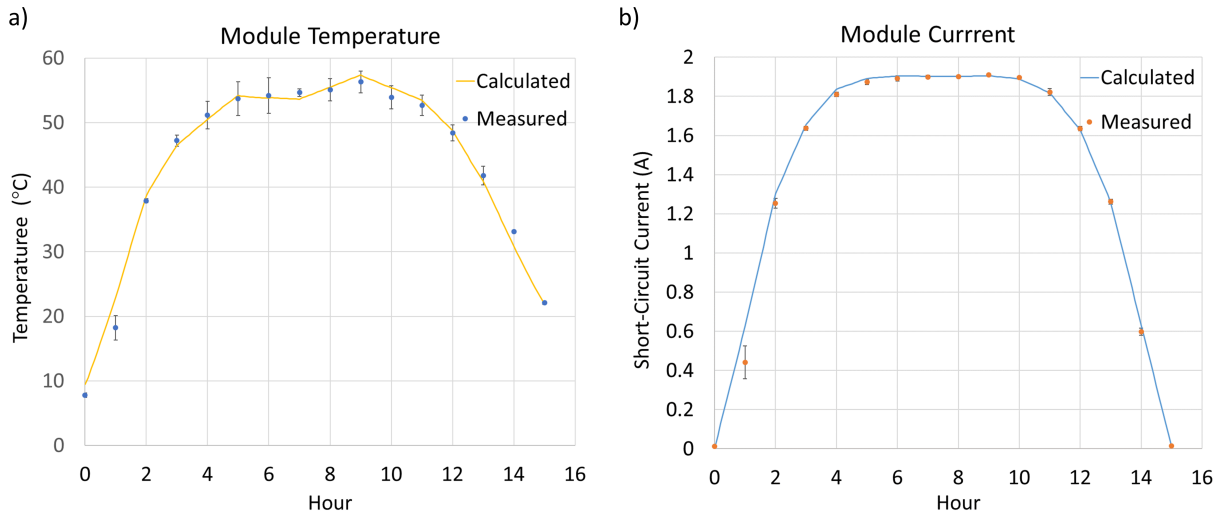 a)
Module Temperature
60
50
40
30
20
10
0
Temperaturee (°C)
Calculated
Measured
0 2 4 6 8 10 12 14 16
Hour
b)
Module Currrent
2
1.8
1.6
1.4
1.2
1
0.8
0.6
0.4
0.2
0
Short-Circuit Current (A)
Calculated
Measured
0 2 4 6 8 10 12 14 16
Hour